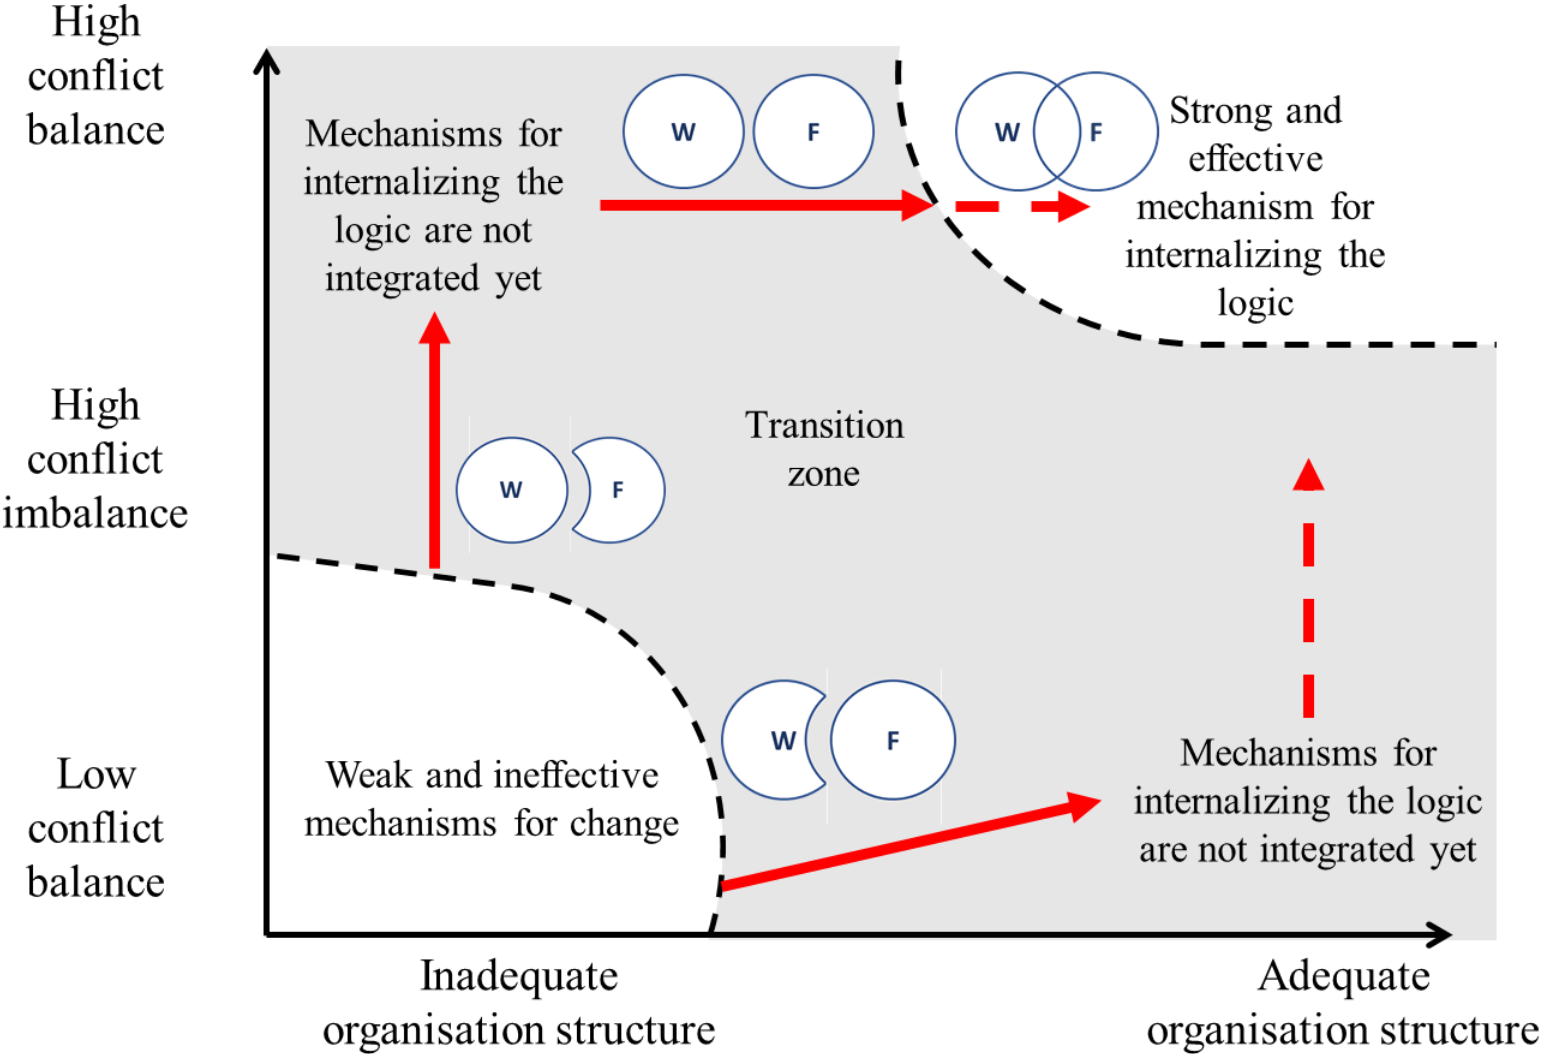 High
conflict
balance
Mechanisms for
internalizing the
logic are not
integrated yet
W
F
W
F
Strong and
effective
mechanism for
internalizing the
logic
High
conflict
imbalance
W
F
Transition
zone
Low
conflict
balance
Weak and ineffective
mechanisms for change
W
F
Mechanisms for
internalizing the logic
are not integrated yet
Inadequate
organisation structure
Adequate
organisation structure